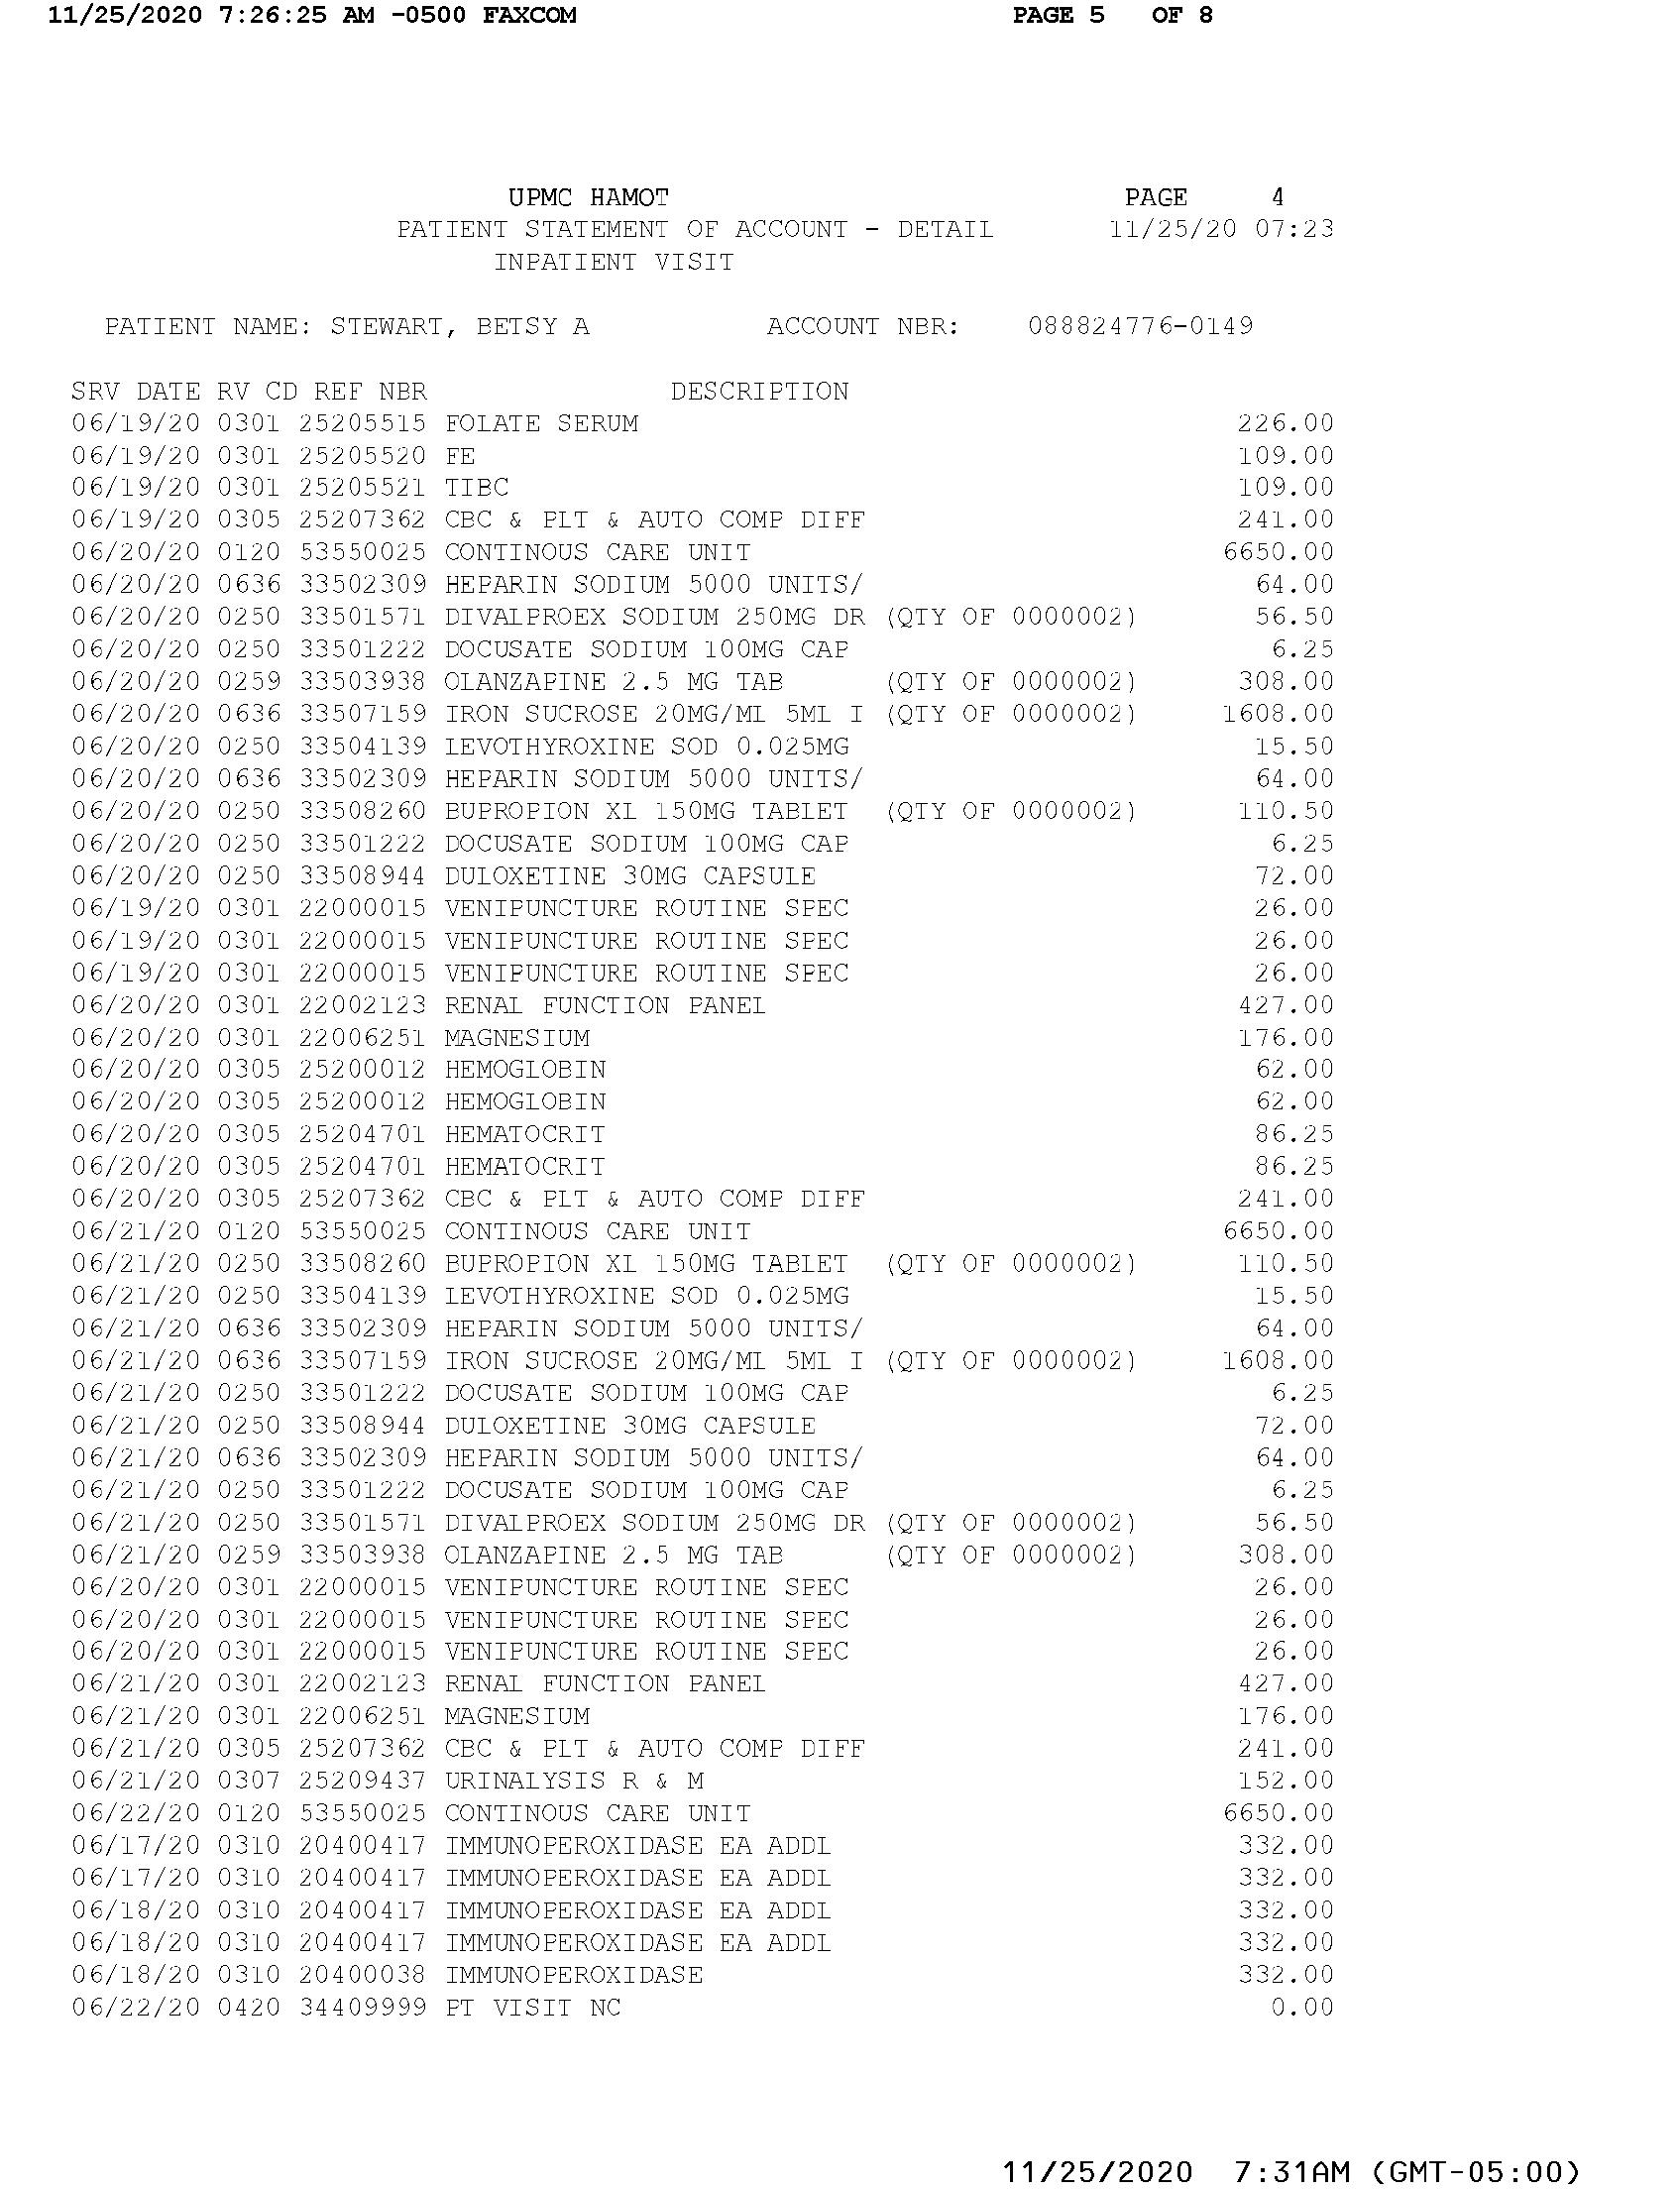 11/25/2020 7:26:25 AM -0500 FAXCOM PAGE 5 OF 8
UPMC HAMOT PAGE 4
PATIENT STATEMENT OF ACCOUNT - DETAIL 11/25/20 07:23
INPATIENT VISIT
PATIENT NAME: STEWART, BETSY A ACCOUNT NBR: 088824776-0149
SRV DATE RV CD REF NBR DESCRIPTION
06/19/20 0301 25205515 FOLATE SERUM 226.00
06/19/20 0301 25205520 FE 109.00
06/19/20 0301 25205521 TIBC 109.00
06/19/20 0305 25207362 CBC & PLT & AUTO COMP DIFF 241.00
06/20/20 0120 53550025 CONTINOUS CARE UNIT 6650.00
06/20/20 0636 33502309 HEPARIN SODIUM 5000 UNITS/ 64.00
06/20/20 0250 33501571 DIVALPROEX SODIUM 250MG DR (QTY OF 0000002) 56.50
06/20/20 0250 33501222 DOCUSATE SODIUM 100MG CAP 6.25
06/20/20 0259 33503938 OLANZAPINE 2.5 MG TAB (QTY OF 0000002) 308.00
06/20/20 0636 33507159 IRON SUCROSE 20MG/ML 5ML I (QTY OF 0000002) 1608.00
06/20/20 0250 33504139 LEVOTHYROXINE SOD 0.025MG 15.50
06/20/20 0636 33502309 HEPARIN SODIUM 5000 UNITS/ 64.00
06/20/20 0250 33508260 BUPROPION XL 150MG TABLET (QTY OF 0000002) 110.50
06/20/20 0250 33501222 DOCUSATE SODIUM 100MG CAP 6.25
06/20/20 0250 33508944 DULOXETINE 30MG CAPSULE 72.00
06/19/20 0301 22000015 VENIPUNCTURE ROUTINE SPEC 26.00
06/19/20 0301 22000015 VENIPUNCTURE ROUTINE SPEC 26.00
06/19/20 0301 22000015 VENIPUNCTURE ROUTINE SPEC 26.00
06/20/20 0301 22002123 RENAL FUNCTION PANEL 427.00
06/20/20 0301 22006251 MAGNESIUM 176.00
06/20/20 0305 25200012 HEMOGLOBIN 62.00
06/20/20 0305 25200012 HEMOGLOBIN 62.00
06/20/20 0305 25204701 HEMATOCRIT 86.25
06/20/20 0305 25204701 HEMATOCRIT 86.25
06/20/20 0305 25207362 CBC & PLT & AUTO COMP DIFF 241.00
06/21/20 0120 53550025 CONTINOUS CARE UNIT 6650.00
06/21/20 0250 33508260 BUPROPION XL 150MG TABLET (QTY OF 0000002) 110.50
06/21/20 0250 33504139 LEVOTHYROXINE SOD 0.025MG 15.50
06/21/20 0636 33502309 HEPARIN SODIUM 5000 UNITS/ 64.00
06/21/20 0636 33507159 IRON SUCROSE 20MG/ML 5ML I (QTY OF 0000002) 1608.00
06/21/20 0250 33501222 DOCUSATE SODIUM 100MG CAP 6.25
06/21/20 0250 33508944 DULOXETINE 30MG CAPSULE 72.00
06/21/20 0636 33502309 HEPARIN SODIUM 5000 UNITS/ 64.00
06/21/20 0250 33501222 DOCUSATE SODIUM 100MG CAP 6.25
06/21/20 0250 33501571 DIVALPROEX SODIUM 250MG DR (QTY OF 0000002) 56.50
06/21/20 0259 33503938 OLANZAPINE 2.5 MG TAB (QTY OF 0000002) 308.00
06/20/20 0301 22000015 VENIPUNCTURE ROUTINE SPEC 26.00
06/20/20 0301 22000015 VENIPUNCTURE ROUTINE SPEC 26.00
06/20/20 0301 22000015 VENIPUNCTURE ROUTINE SPEC 26.00
06/21/20 0301 22002123 RENAL FUNCTION PANEL 427.00
06/21/20 0301 22006251 MAGNESIUM 176.00
06/21/20 0305 25207362 CBC & PLT & AUTO COMP DIFF 241.00
06/21/20 0307 25209437 URINALYSIS R & M 152.00
06/22/20 0120 53550025 CONTINOUS CARE UNIT 6650.00
06/17/20 0310 20400417 IMMUNOPEROXIDASE EA ADDL 332.00
06/17/20 0310 20400417 IMMUNOPEROXIDASE EA ADDL 332.00
06/18/20 0310 20400417 IMMUNOPEROXIDASE EA ADDL 332.00
06/18/20 0310 20400417 IMMUNOPEROXIDASE EA ADDL 332.00
06/18/20 0310 20400038 IMMUNOPEROXIDASE 332.00
06/22/20 0420 34409999 PT VISIT NC 0.00
11/25/2020 7:31AM (GMT-05:00)